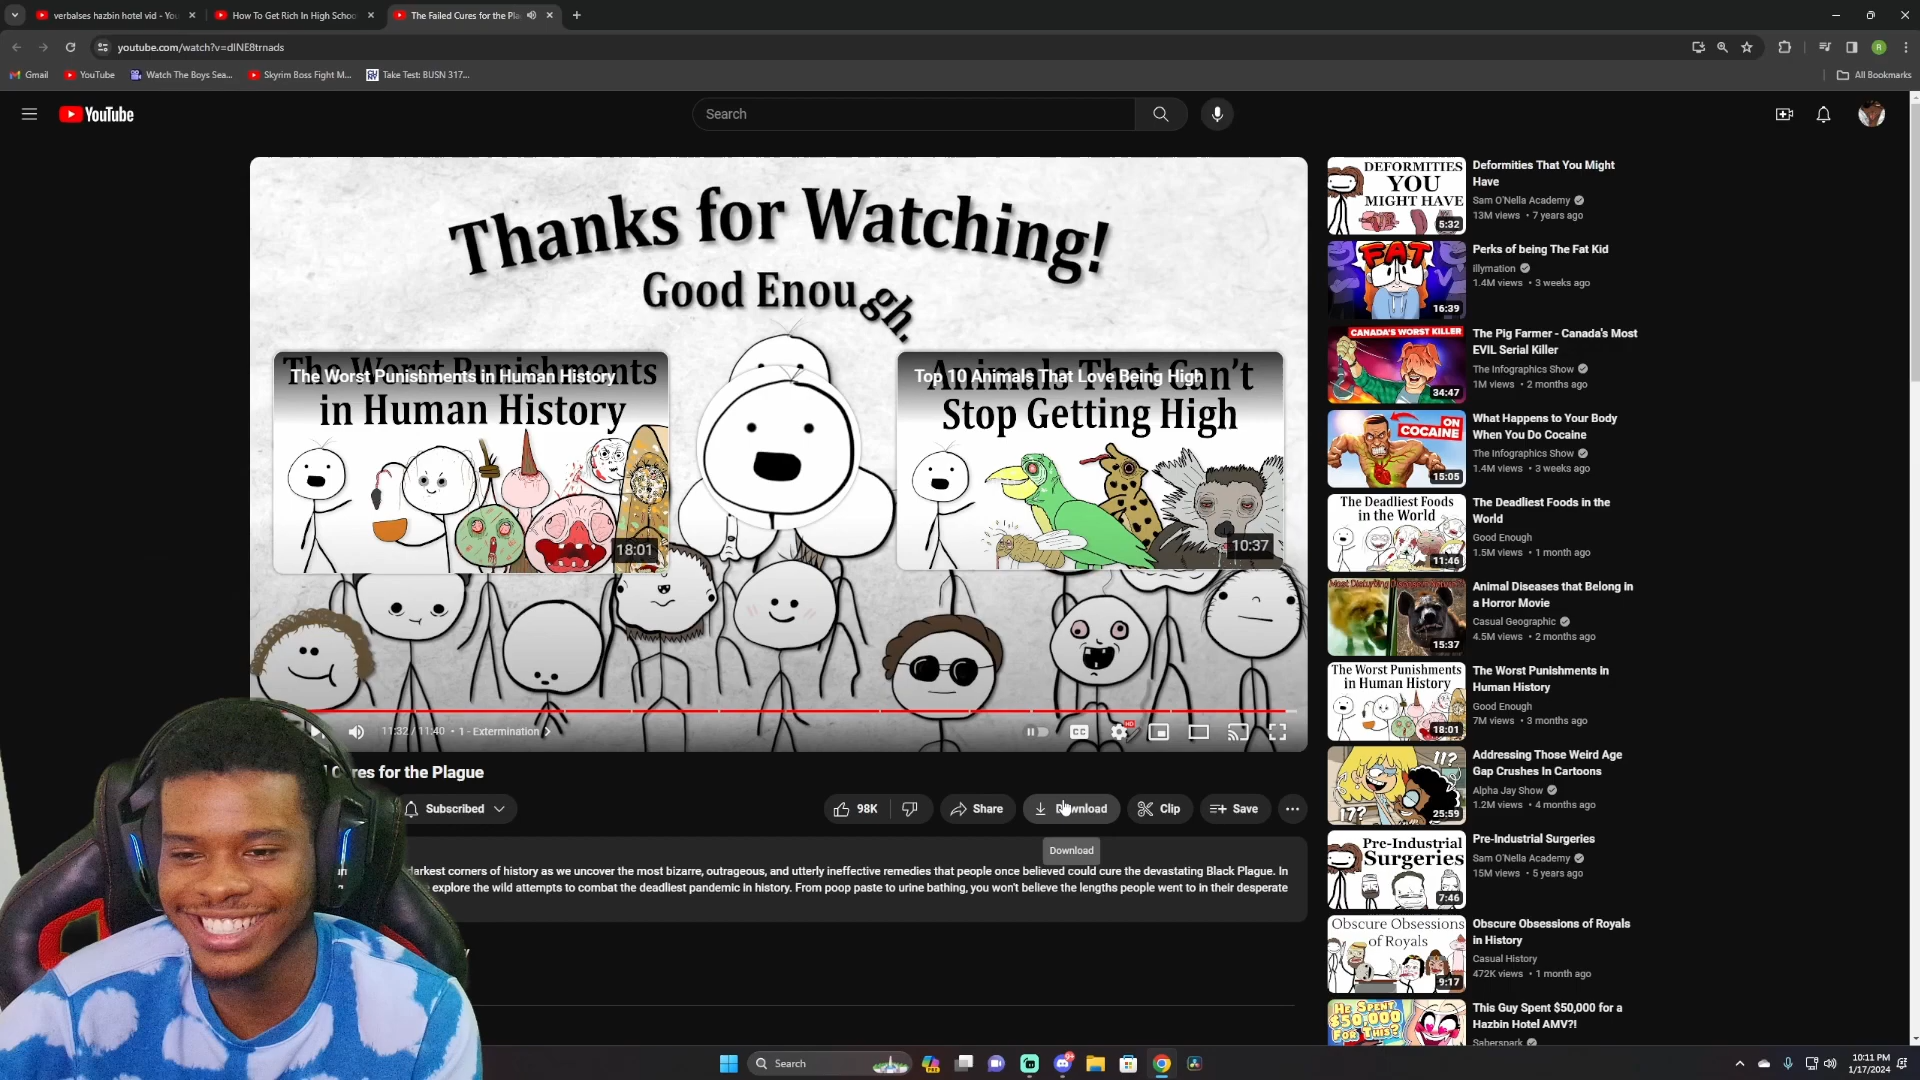 verbalses hazbin hotel vid - You
How To Get Rich In High Schoo
The Failed Cures for the Pla
youtube.com/watch?v=dINE8trnads
Gmail
YouTube
Watch The Boys Sea...
Skyrim Boss Fight M...
Take Test: BUSN 317...
All Bookmarks
R
YouTube
Search
Thanks for Watching!
Good Enough.
The Worst Punishments in Human History
The Worst Punishments
in Human History
18:01
Top 10 Animals That Love Being High
Animals That Can't
Stop Getting High
10:37
11:32 / 11:40 • 1 - Extermination
CC
HD
Cures for the Plague
Subscribed
98K
Share
Download
Clip
Save
Download
darkest corners of history as we uncover the most bizarre, outrageous, and utterly ineffective remedies that people once believed could cure the devastating Black Plague. In
explore the wild attempts to combat the deadliest pandemic in history. From poop paste to urine bathing, you won't believe the lengths people went to in their desperate
DEFORMITIES
YOU
MIGHT HAVE
5:32
Deformities That You Might
Have
Sam O'Nella Academy
13M views • 7 years ago
FAT
16:39
Perks of being The Fat Kid
illymation
1.4M views • 3 weeks ago
CANADA'S WORST KILLER
34:47
The Pig Farmer - Canada's Most
EVIL Serial Killer
The Infographics Show
1M views • 2 months ago
ON
COCAINE
15:05
What Happens to Your Body
When You Do Cocaine
The Infographics Show
1.4M views • 3 weeks ago
The Deadliest Foods
in the World
11:46
The Deadliest Foods in the
World
Good Enough
1.5M views • 1 month ago
15:37
Animal Diseases that Belong in
a Horror Movie
Casual Geographic
4.5M views • 2 months ago
The Worst Punishments
in Human History
18:01
The Worst Punishments in
Human History
Good Enough
7M views • 3 months ago
11?
17?
25:59
Addressing Those Weird Age
Gap Crushes In Cartoons
Alpha Jay Show
1.2M views • 4 months ago
Pre-Industrial
Surgeries
7:46
Pre-Industrial Surgeries
Sam O'Nella Academy
15M views • 5 years ago
Obscure Obsessions
of Royals
9:17
Obscure Obsessions of Royals
in History
Casual History
472K views • 1 month ago
HE SPENT
$50,000
FOR THIS?
This Guy Spent $50,000 for a
Hazbin Hotel AMV?!
Saberspark
Search
10:11 PM
1/17/2024